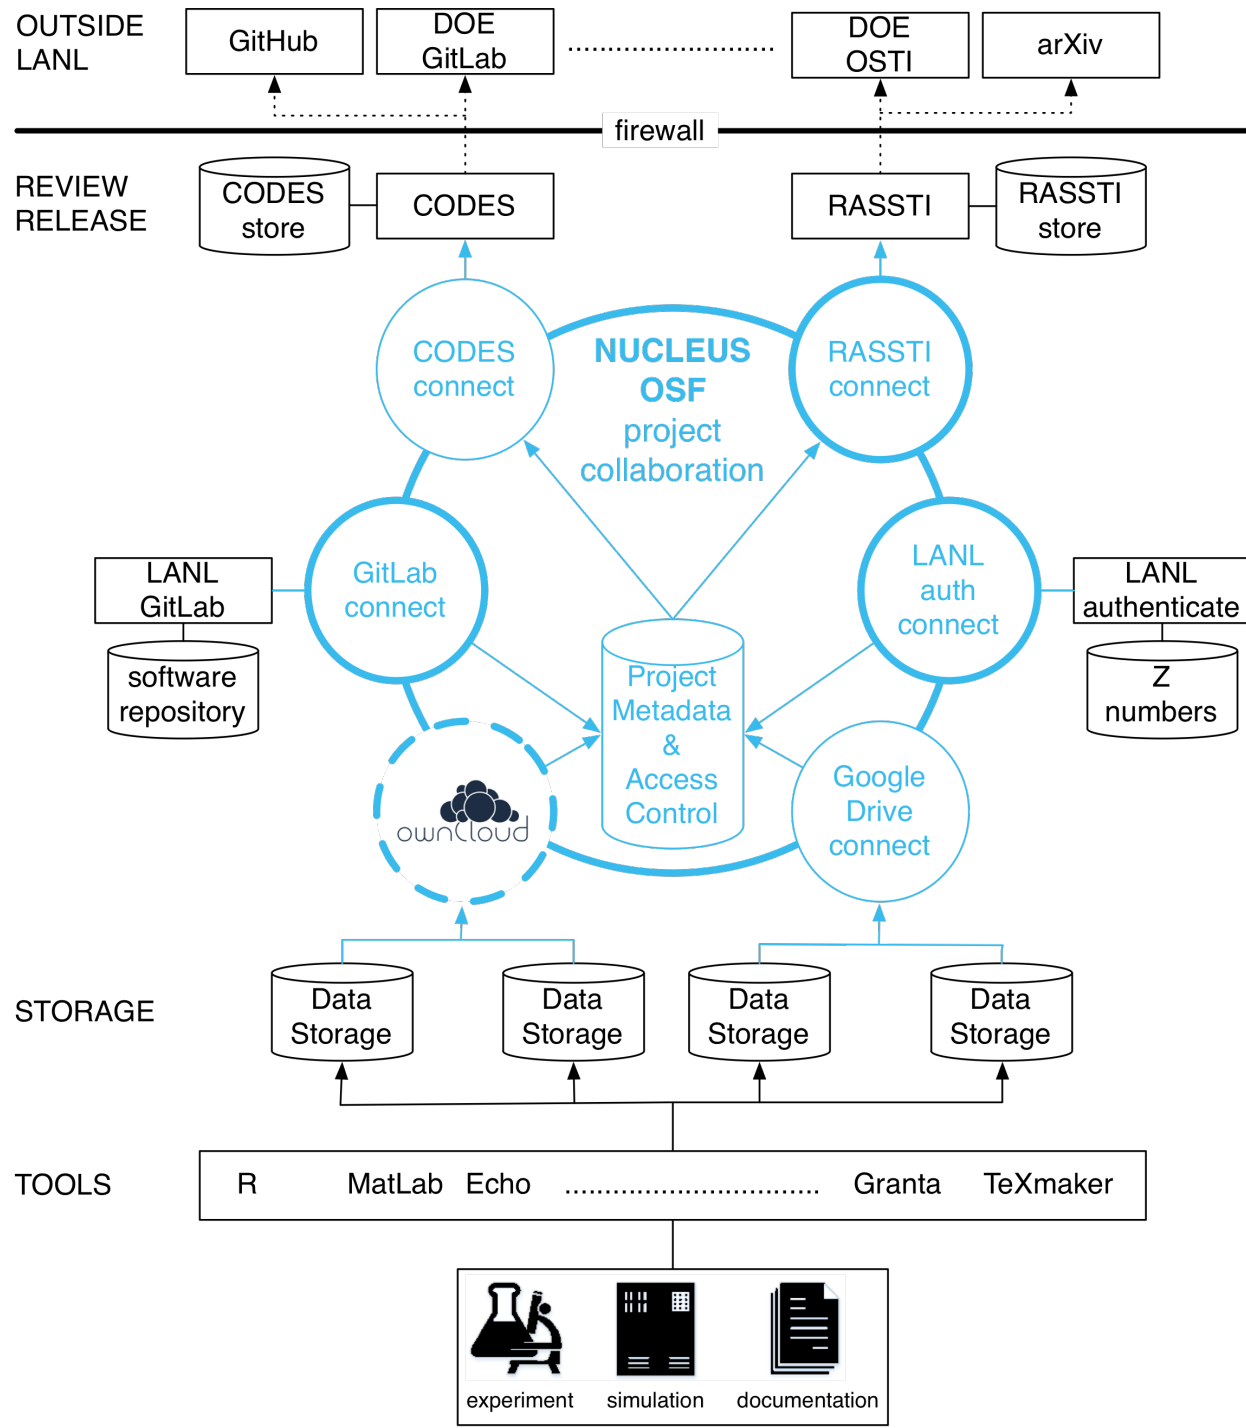 OUTSIDE
LANL
GitHub
DOE
GitLab
DOE
OSTI
arXiv
firewall
REVIEW
RELEASE
CODES
store
CODES
RASSTI
RASSTI
store
CODES
connect
NUCLEUS
OSF
project
collaboration
RASSTI
connect
LANL
GitLab
software
repository
GitLab
connect
LANL
auth
connect
LANL
authenticate
Z
numbers
Project
Metadata
&
Access
Control
ownCloud
Google
Drive
connect
STORAGE
Data
Storage
Data
Storage
Data
Storage
Data
Storage
TOOLS
R MatLab Echo ................................ Granta TeXmaker
experiment simulation documentation